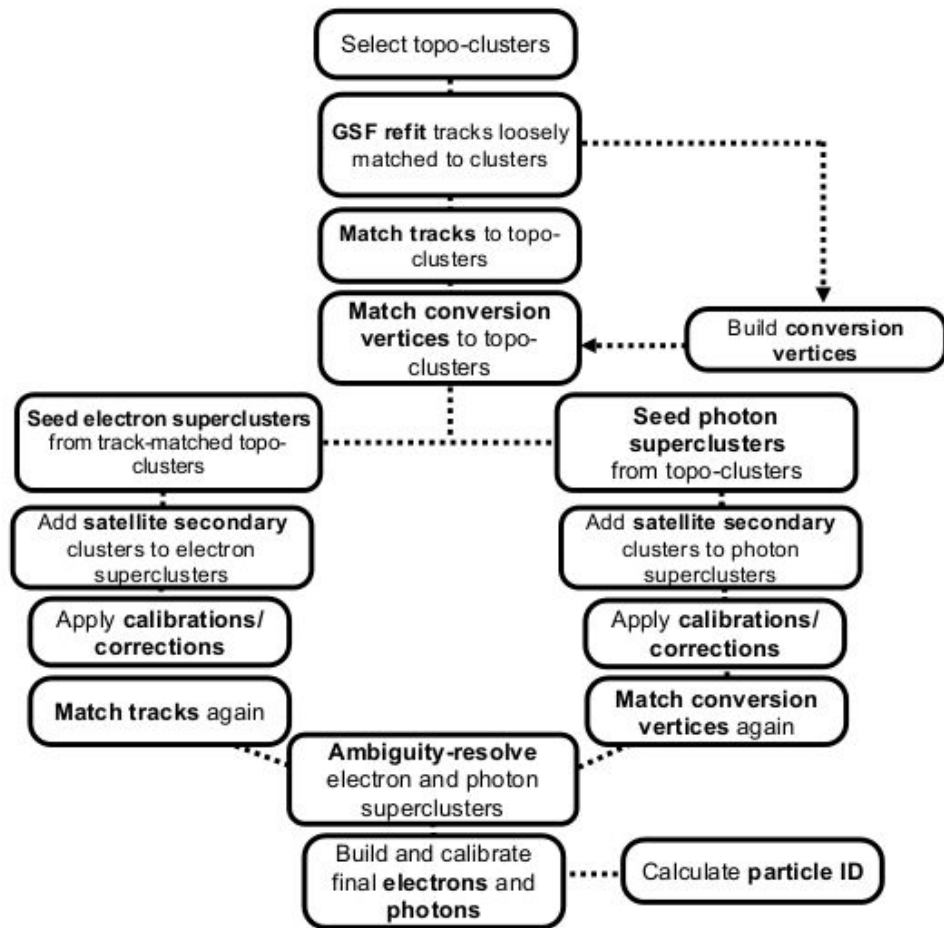 Select topo-clusters
GSF refit tracks loosely
matched to clusters
Match tracks to topo-
clusters
Match conversion
vertices to topo-
clusters
Build conversion
vertices
Seed electron superclusters
from track-matched topo-
clusters
Seed photon
superclusters
from topo-clusters
Add satellite secondary
clusters to electron
superclusters
Add satellite secondary
clusters to photon
superclusters
Apply calibrations/
corrections
Apply calibrations/
corrections
Match tracks again
Match conversion
vertices again
Ambiguity-resolve
electron and photon
superclusters
Build and calibrate
final electrons and
photons
Calculate particle ID